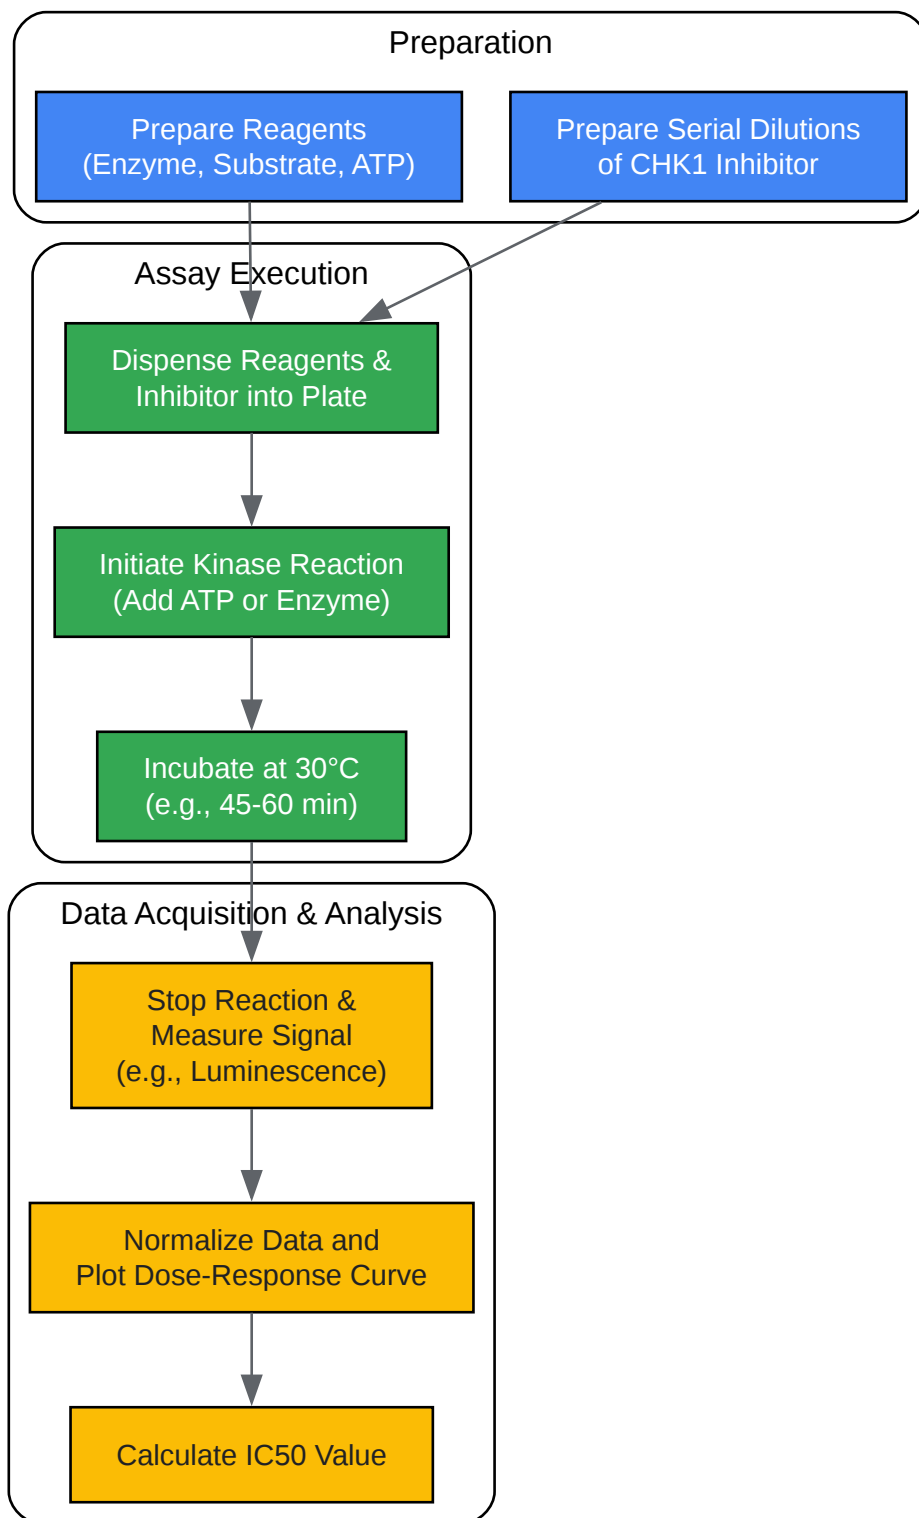 Preparation
Prepare Reagents
(Enzyme, Substrate, ATP)
Prepare Serial Dilutions
of CHK1 Inhibitor
Assay Execution
Dispense Reagents &
Inhibitor into Plate
Initiate Kinase Reaction
(Add ATP or Enzyme)
Incubate at 30°C
(e.g., 45-60 min)
Data Acquisition & Analysis
Stop Reaction &
Measure Signal
(e.g., Luminescence)
Normalize Data and
Plot Dose-Response Curve
Calculate IC50 Value